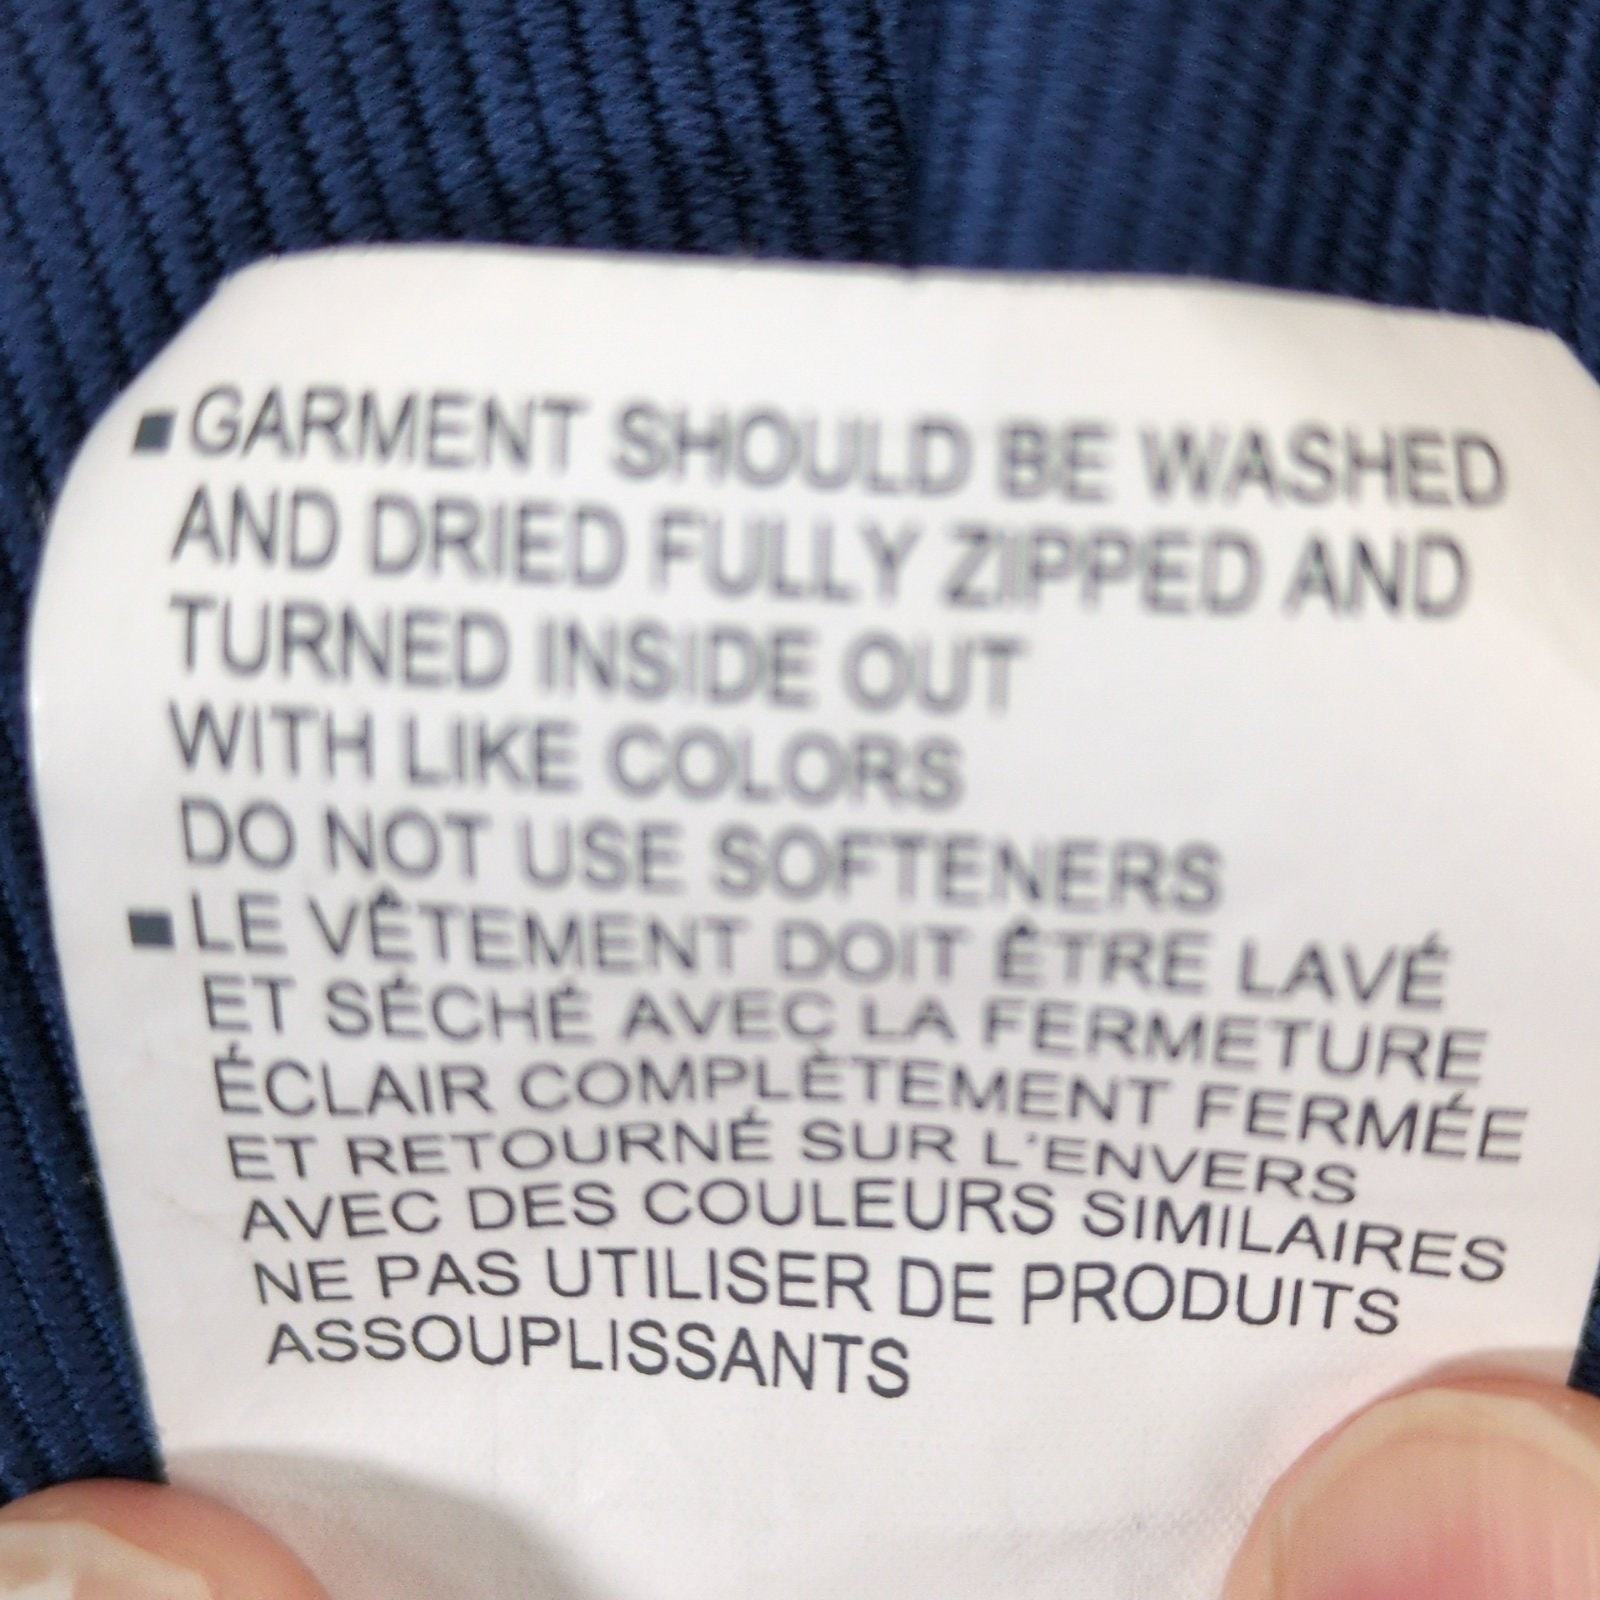 ▪ GARMENT SHOULD BE WASHED
AND DRIED FULLY ZIPPED AND
TURNED INSIDE OUT
WITH LIKE COLORS
DO NOT USE SOFTENERS
▪ LE VÊTEMENT DOIT ÊTRE LAVÉ
ET SÉCHÉ AVEC LA FERMETURE
ÉCLAIR COMPLÈTEMENT FERMÉE
ET RETOURNÉ SUR L'ENVERS
AVEC DES COULEURS SIMILAIRES
NE PAS UTILISER DE PRODUITS
ASSOUPLISSANTS